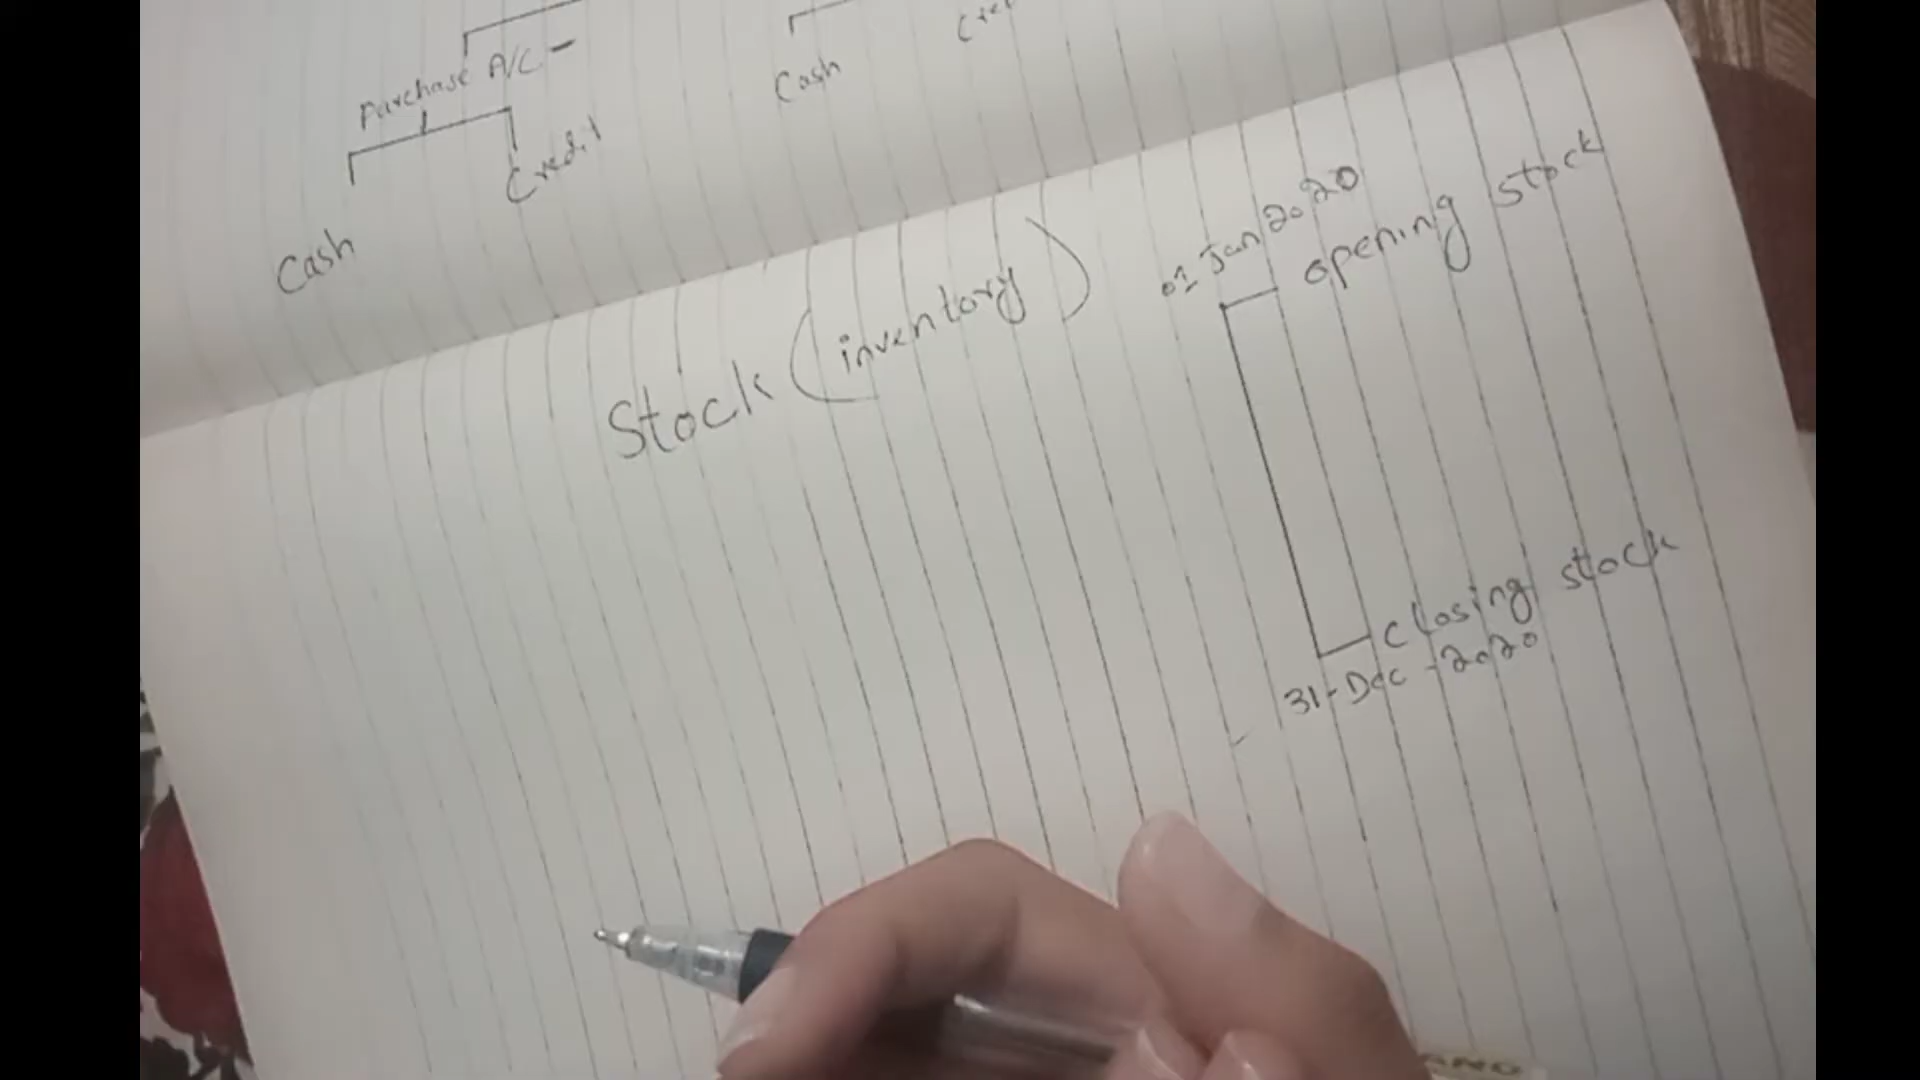 Purchase A/C -
Cash
Credit
Cash
Stock (inventory)
01 Jan 2020
opening stock
closing stock
31-Dec-2020